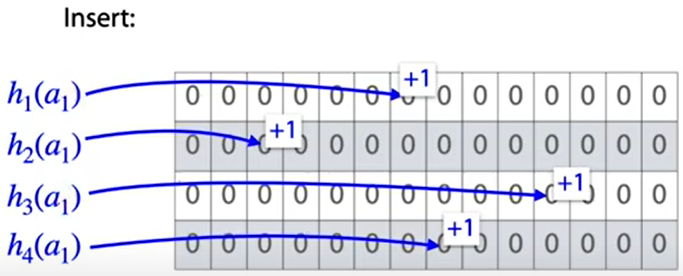 Insert:
h₁(a₁) 0 0 0 0 0 0 0 +1 0 0 0 0 0 0 0
h₂(a₁) 0 0 0 +1 0 0 0 0 0 0 0 0 0 0 0
h₃(a₁) 0 0 0 0 0 0 0 0 0 0 0 +1 0 0 0
h₄(a₁) 0 0 0 0 0 0 0 0 +1 0 0 0 0 0 0